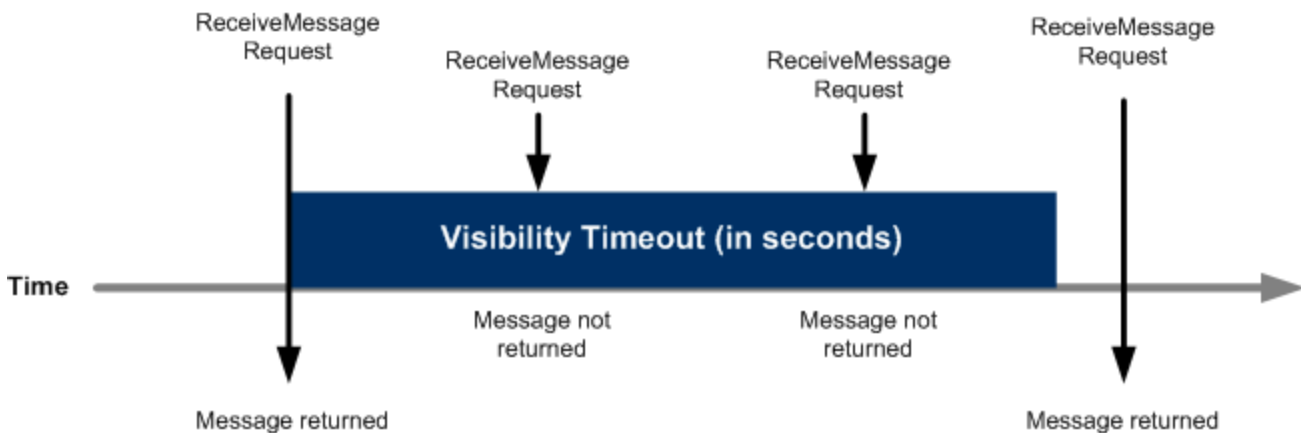 ReceiveMessage
Request
ReceiveMessage
Request
ReceiveMessage
Request
ReceiveMessage
Request
Visibility Timeout (in seconds)
Time
Message not
returned
Message not
returned
Message returned
Message returned